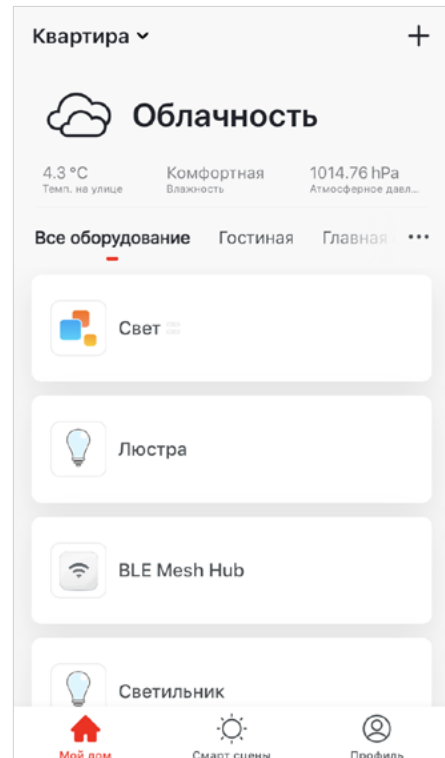 Квартира
Облачность
4.3 °C Комфортная 1014.76 hPa
Темп. на улице Влажность Атмосферное давл...
Все оборудование Гостиная Главная
Свет
Люстра
BLE Mesh Hub
Светильник
Мой дом Смарт сцены Профиль